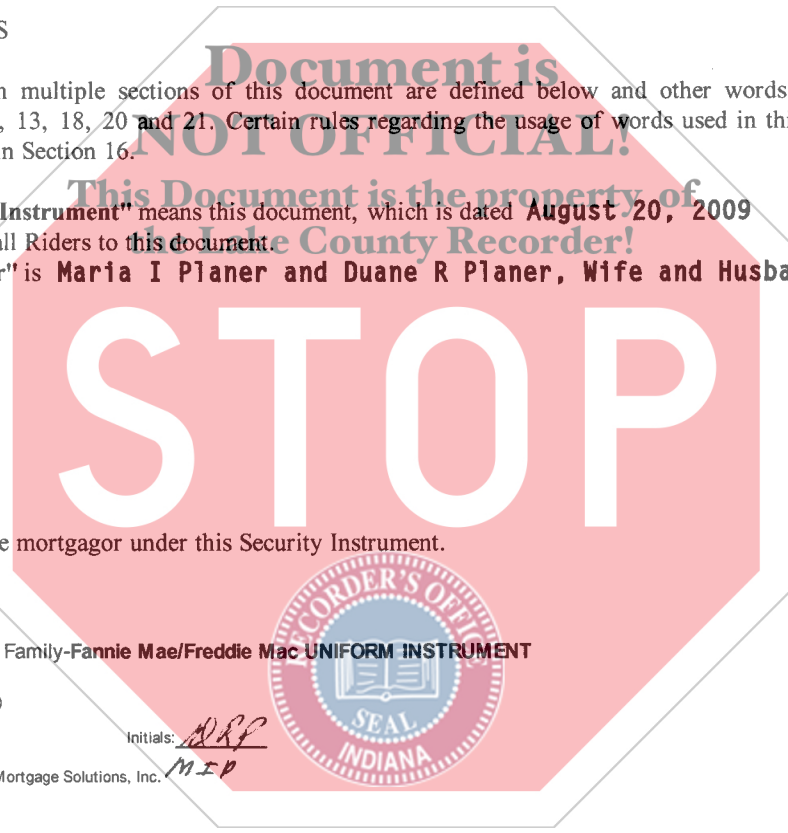 S
Document is
n multiple sections of this document are defined below and other words
, 13, 18, 20 and 21. Certain rules regarding the usage of words used in thi
NOT OFFICIAL!
n Section 16.
This Document is the property of
Instrument" means this document, which is dated August 20, 2009
all Riders to this document.
the Lake County Recorder!
r" is Maria I Planer and Duane R Planer, Wife and Husba
STOP
e mortgagor under this Security Instrument.
RECORDER'S OFFICE
Family-Fannie Mae/Freddie Mac UNIFORM INSTRUMENT
)
SEAL
INDIANA
Initials: DRP
Mortgage Solutions, Inc. MIP